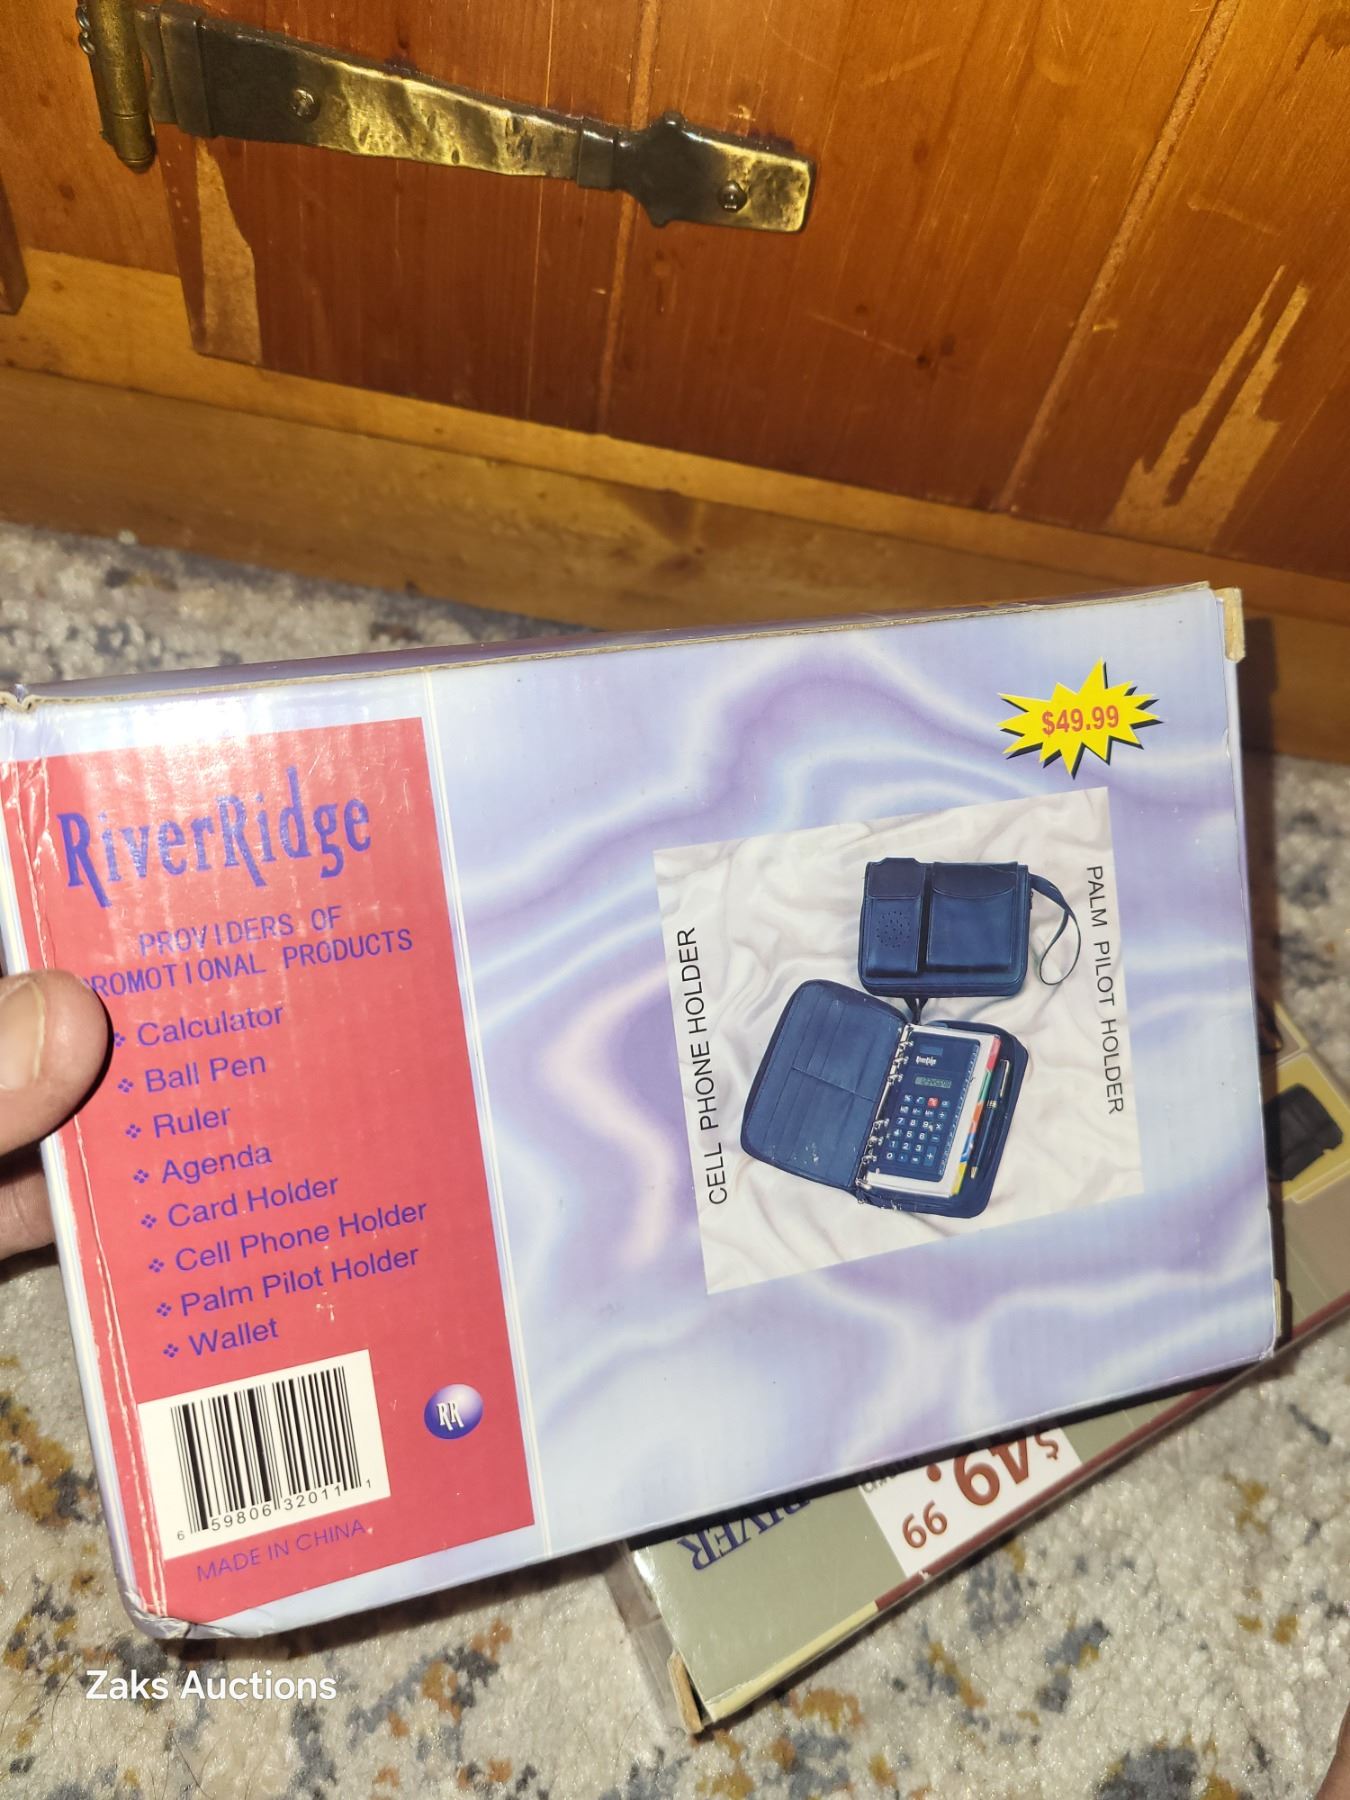 $49.99
RiverRidge
PROVIDERS OF
PROMOTIONAL PRODUCTS
Calculator
Ball Pen
Ruler
Agenda
Card Holder
Cell Phone Holder
Palm Pilot Holder
Wallet
6 59806 32011 1
MADE IN CHINA
RR
CELL PHONE HOLDER
PALM PILOT HOLDER
RiverRidge
$49.99
RIVER
Zaks Auctions